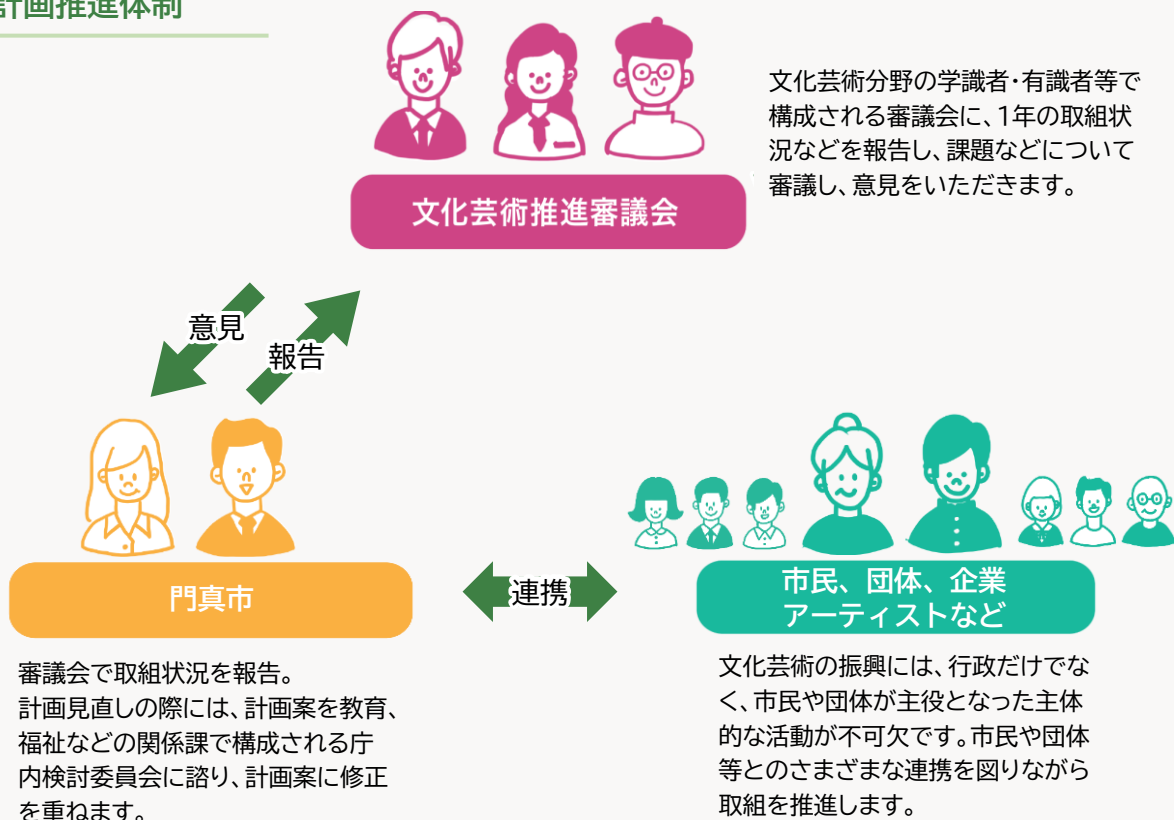 計画推進体制
文化芸術分野の学識者・有識者等で
構成される審議会に、1年の取組状
況などを報告し、課題などについて
審議し、意見をいただきます。
文化芸術推進審議会
意見
報告
門真市
連携
市民、団体、企業
アーティストなど
審議会で取組状況を報告。
計画見直しの際には、計画案を教育、
福祉などの関係課で構成される庁
内検討委員会に諮り、計画案に修正
を重ねます。
文化芸術の振興には、行政だけでな
く、市民や団体が主役となった主体
的な活動が不可欠です。市民や団体
等とのさまざまな連携を図りながら
取組を推進します。